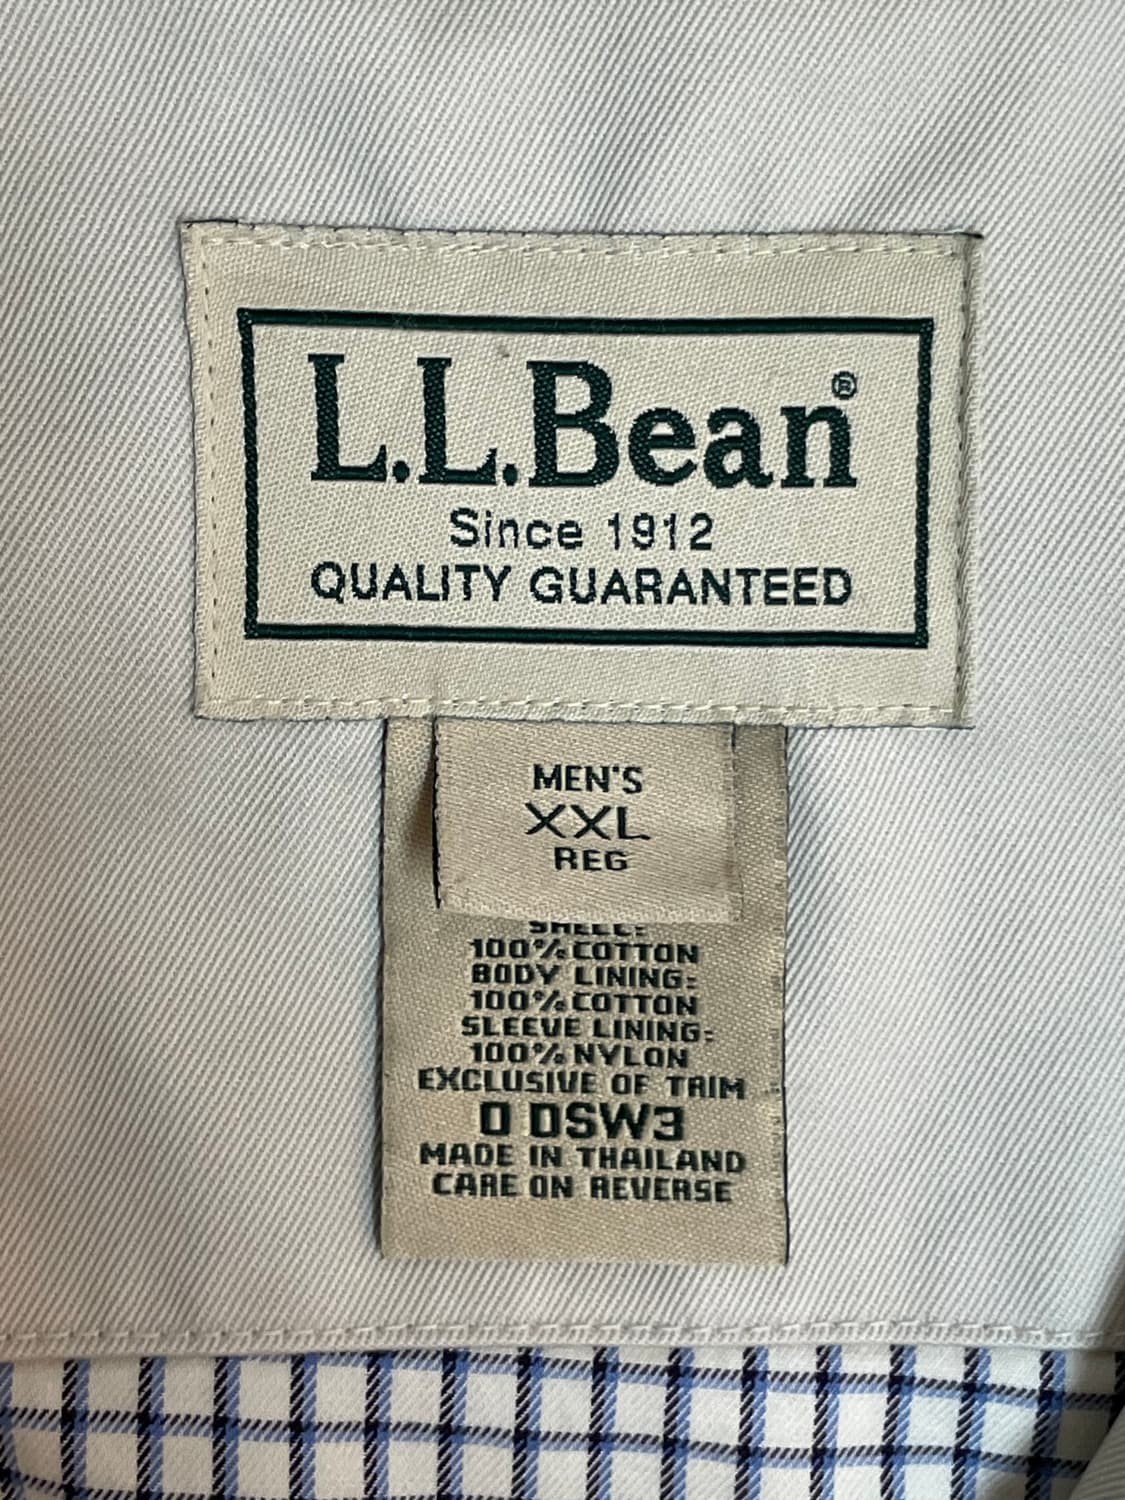 L.L.Bean®
Since 1912
QUALITY GUARANTEED
MEN'S
XXL
REG
SHELL:
100% COTTON
BODY LINING:
100% COTTON
SLEEVE LINING:
100% NYLON
EXCLUSIVE OF TRIM
0 DSW3
MADE IN THAILAND
CARE ON REVERSE